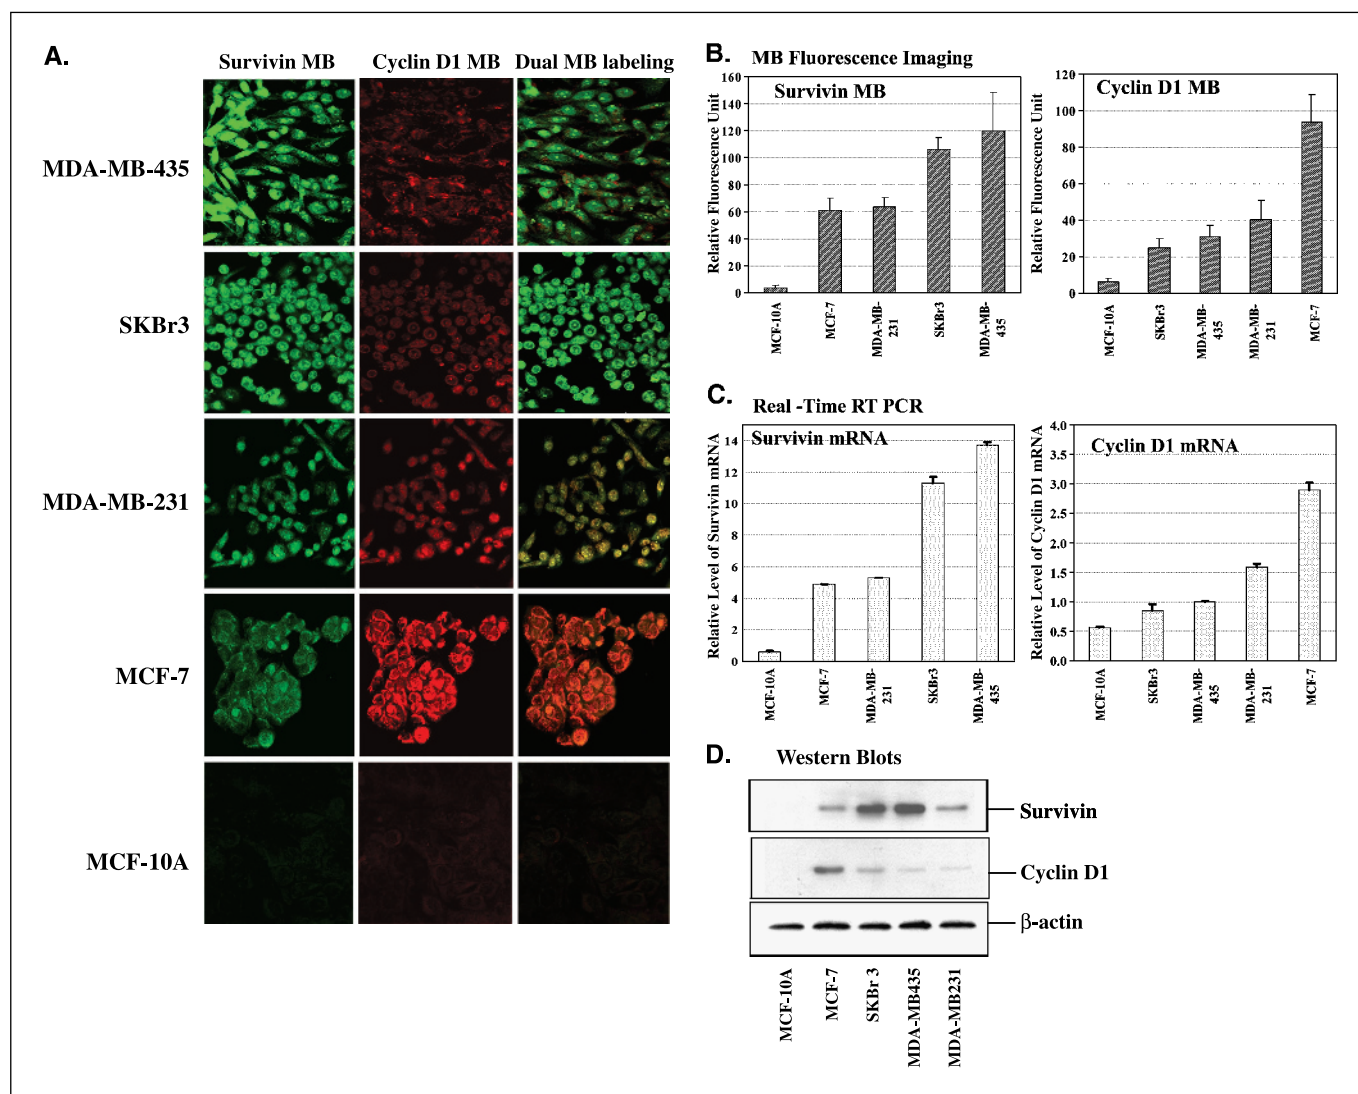 A.
Survivin MB
Cyclin D1 MB
Dual MB labeling
MDA-MB-435
SKBr3
MDA-MB-231
MCF-7
MCF-10A
B.
MB Fluorescence Imaging
Survivin MB
Relative Fluorescence Unit
160
140
120
100
80
60
40
20
0
MCF-10A
MCF-7
MDA-MB-
231
SKBr3
MDA-MB-
435
Cyclin D1 MB
Relative Fluorescence Unit
120
100
80
60
40
20
0
MCF-10A
SKBr3
MDA-MB-
435
MDA-MB-
231
MCF-7
C.
Real -Time RT PCR
Survivin mRNA
Relative Level of Survivin mRNA
14
12
10
8
6
4
2
0
MCF-10A
MCF-7
MDA-MB-
231
SKBr3
MDA-MB-
435
Cyclin D1 mRNA
Relative Level of Cyclin D1 mRNA
4.0
3.5
3.0
2.5
2.0
1.5
1.0
0.5
0.0
MCF-10A
SKBr3
MDA-MB-
435
MDA-MB-
231
MCF-7
D.
Western Blots
Survivin
Cyclin D1
β-actin
MCF-10A
MCF-7
SKBr 3
MDA-MB435
MDA-MB231